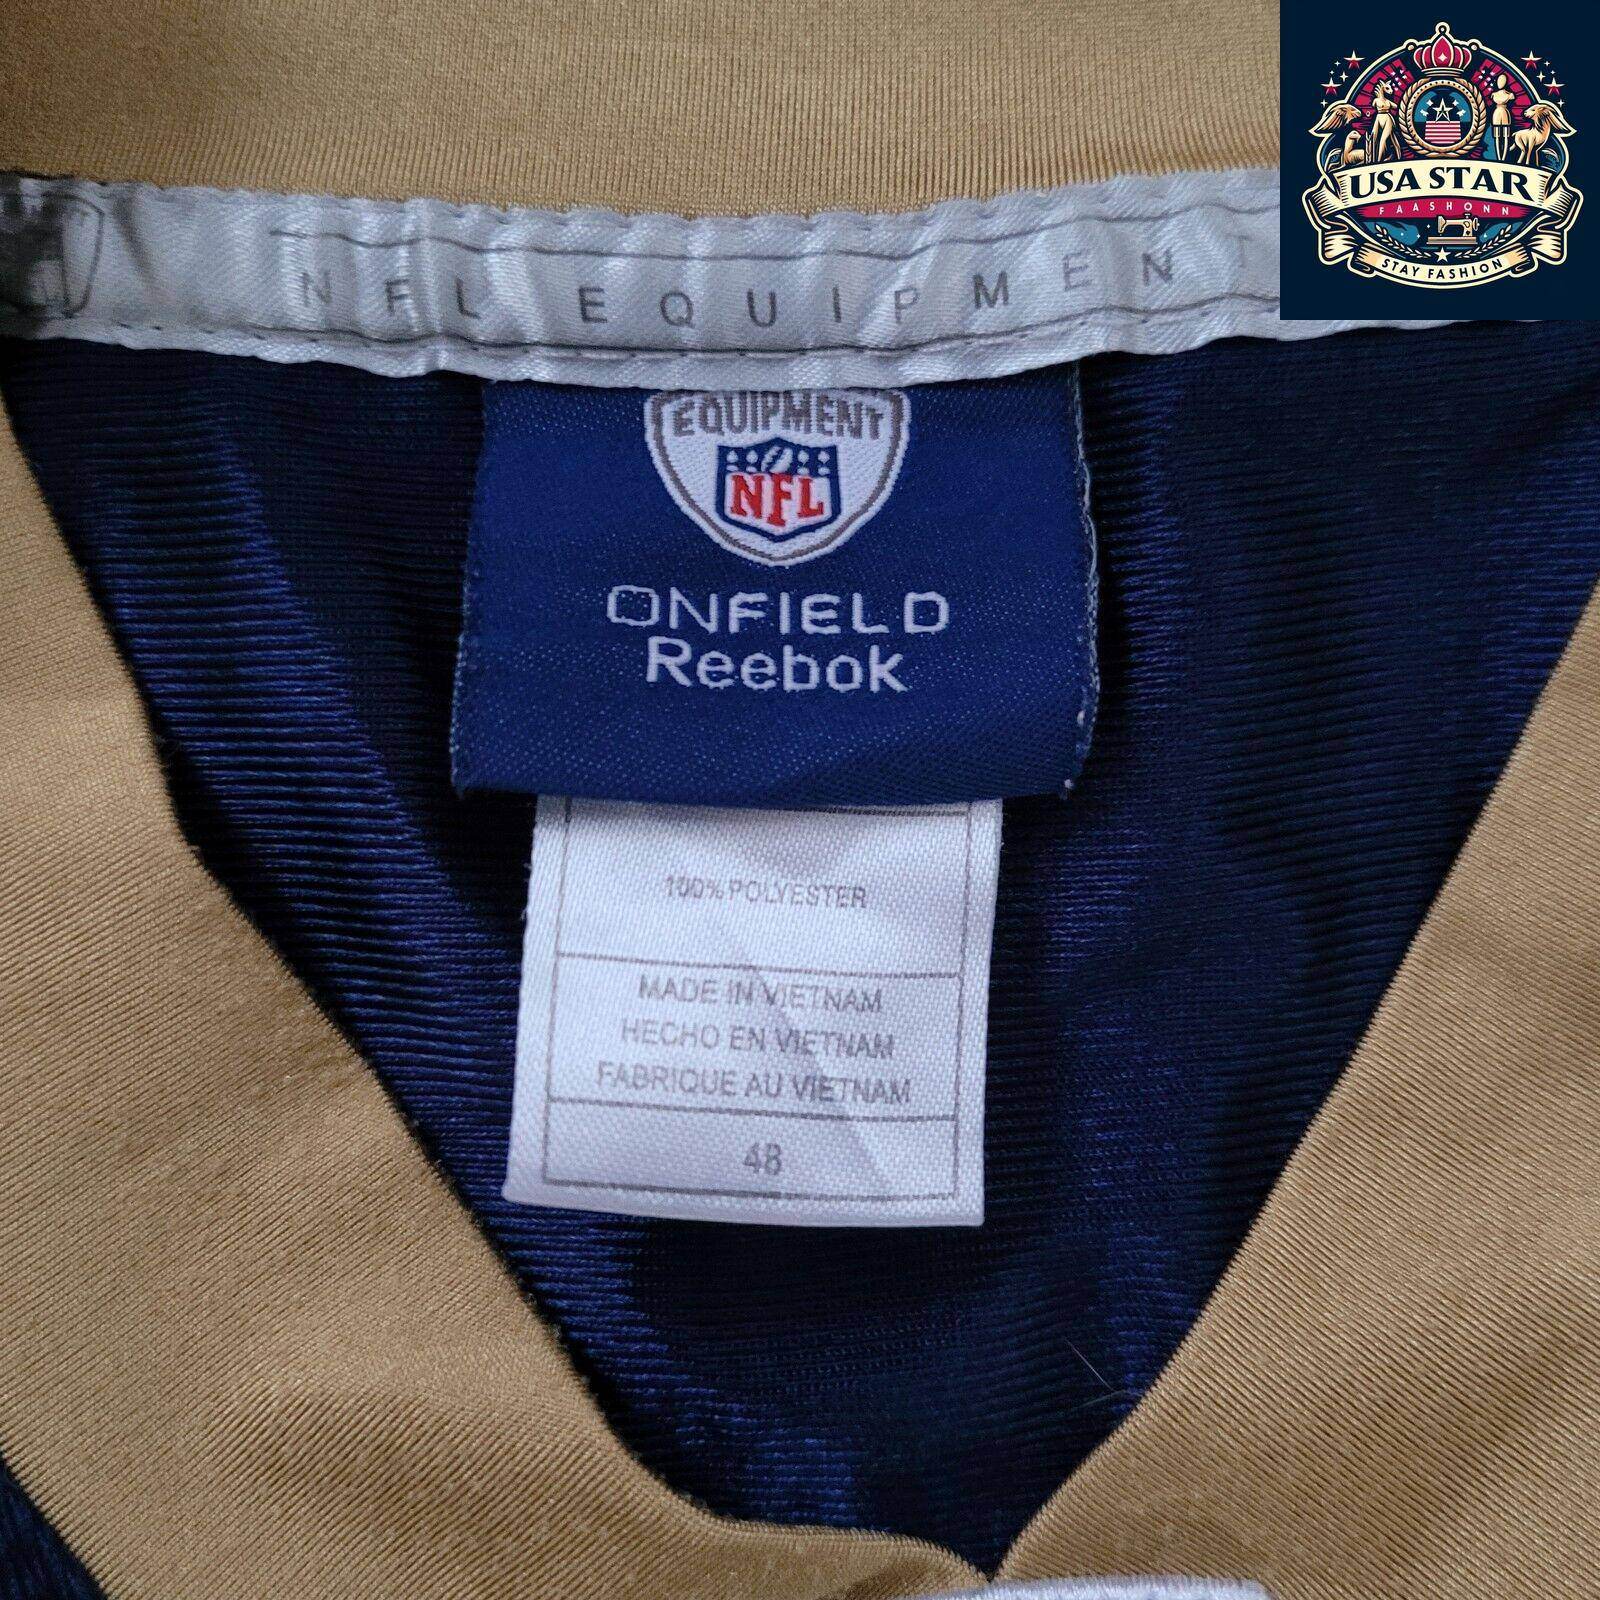 USA STAR
FAASHONN
STAY FASHION
NFL EQUIPMENT
EQUIPMENT
NFL
ONFIELD
Reebok
100% POLYESTER
MADE IN VIETNAM
HECHO EN VIETNAM
FABRIQUE AU VIETNAM
48